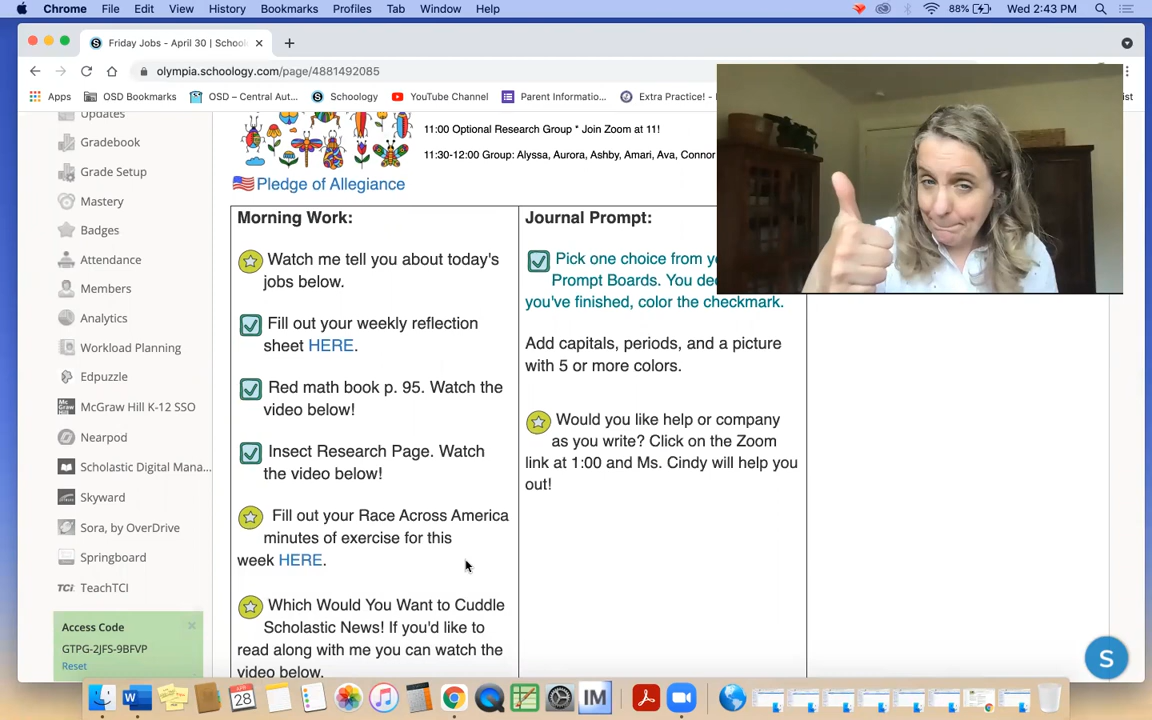 Chrome File Edit View History Bookmarks Profiles Tab Window Help 88% Wed 2:43 PM
Friday Jobs - April 30 | Schoolo
olympia.schoology.com/page/4881492085
Apps OSD Bookmarks OSD – Central Aut... Schoology YouTube Channel Parent Informatio... Extra Practice! - list
Updates
Gradebook
Grade Setup
Mastery
Badges
Attendance
Members
Analytics
Workload Planning
Edpuzzle
McGraw Hill K-12 SSO
Nearpod
Scholastic Digital Mana...
Skyward
Sora, by OverDrive
Springboard
TCi TeachTCI
Access Code
GTPG-2JFS-9BFVP
Reset
11:00 Optional Research Group * Join Zoom at 11!
11:30-12:00 Group: Alyssa, Aurora, Ashby, Amari, Ava, Connor
Pledge of Allegiance
Morning Work:
Watch me tell you about today's
jobs below.
Fill out your weekly reflection
sheet HERE.
Red math book p. 95. Watch the
video below!
Insect Research Page. Watch
the video below!
Fill out your Race Across America
minutes of exercise for this
week HERE.
Which Would You Want to Cuddle
Scholastic News! If you'd like to
read along with me you can watch the
video below.
Journal Prompt:
Pick one choice from yo
Prompt Boards. You dec
you've finished, color the checkmark.
Add capitals, periods, and a picture
with 5 or more colors.
Would you like help or company
as you write? Click on the Zoom
link at 1:00 and Ms. Cindy will help you
out!
S
28
IM